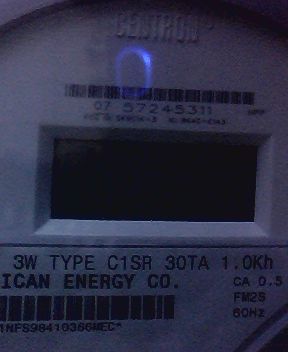 CENTRON
07 57245311
3W TYPE C1SR 30TA 1.0Kh
ICAN ENERGY CO. CA 0.5
FM2S
60Hz
1NFS98410366MEC*